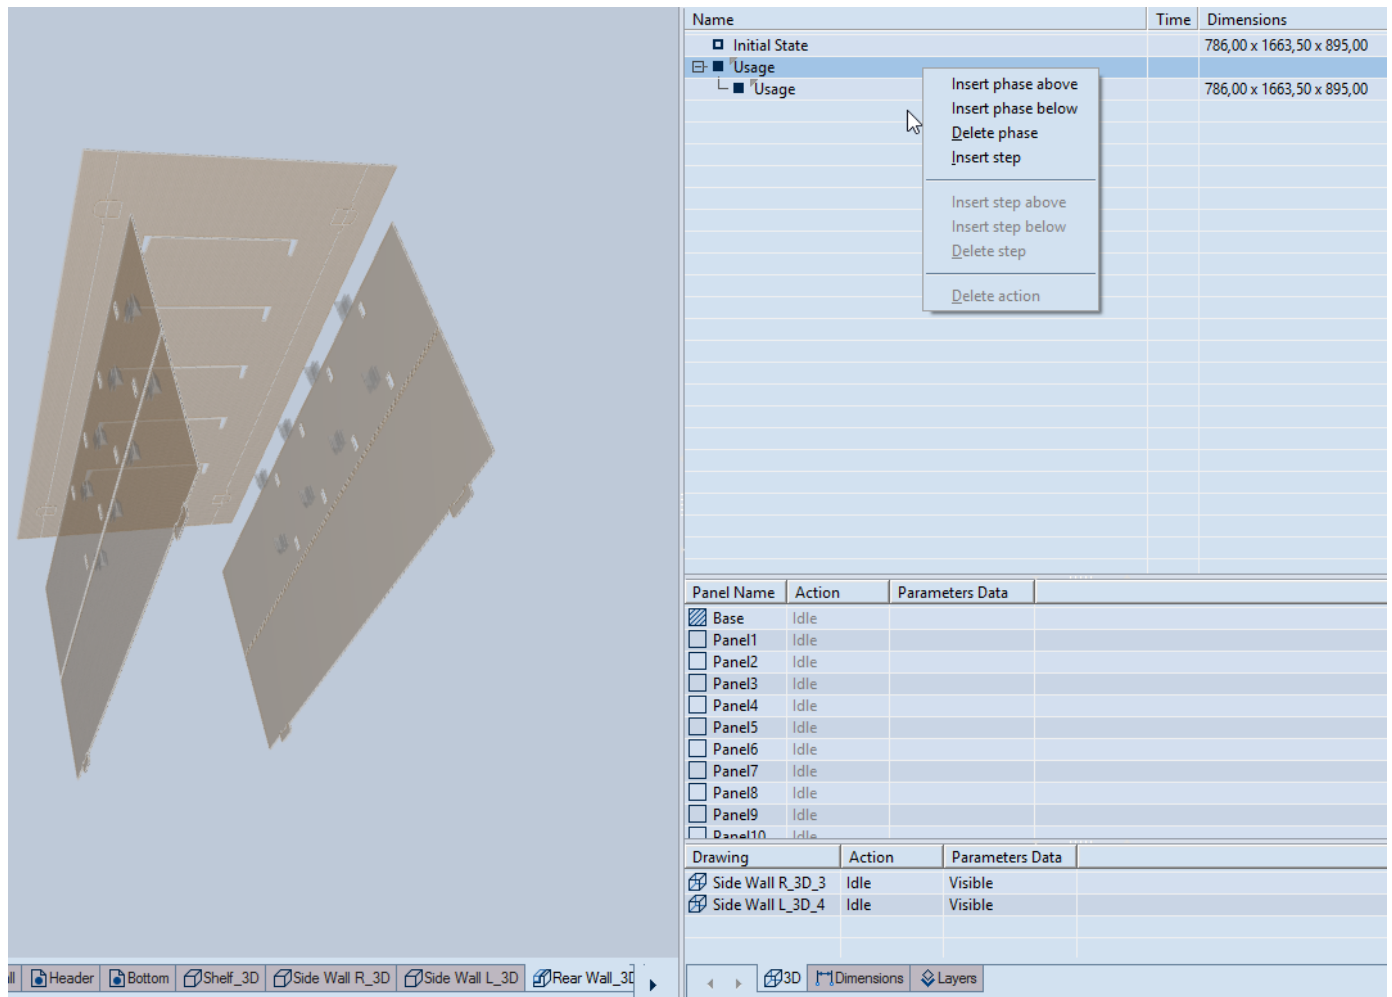 Name Time Dimensions
Initial State 786,00 x 1663,50 x 895,00
Usage
Usage 786,00 x 1663,50 x 895,00
Insert phase above
Insert phase below
Delete phase
Insert step
Insert step above
Insert step below
Delete step
Delete action
Panel Name Action Parameters Data
Base Idle
Panel1 Idle
Panel2 Idle
Panel3 Idle
Panel4 Idle
Panel5 Idle
Panel6 Idle
Panel7 Idle
Panel8 Idle
Panel9 Idle
Panel10 Idle
Drawing Action Parameters Data
Side Wall R_3D_3 Idle Visible
Side Wall L_3D_4 Idle Visible
Header Bottom Shelf_3D Side Wall R_3D Side Wall L_3D Rear Wall_3D
3D Dimensions Layers